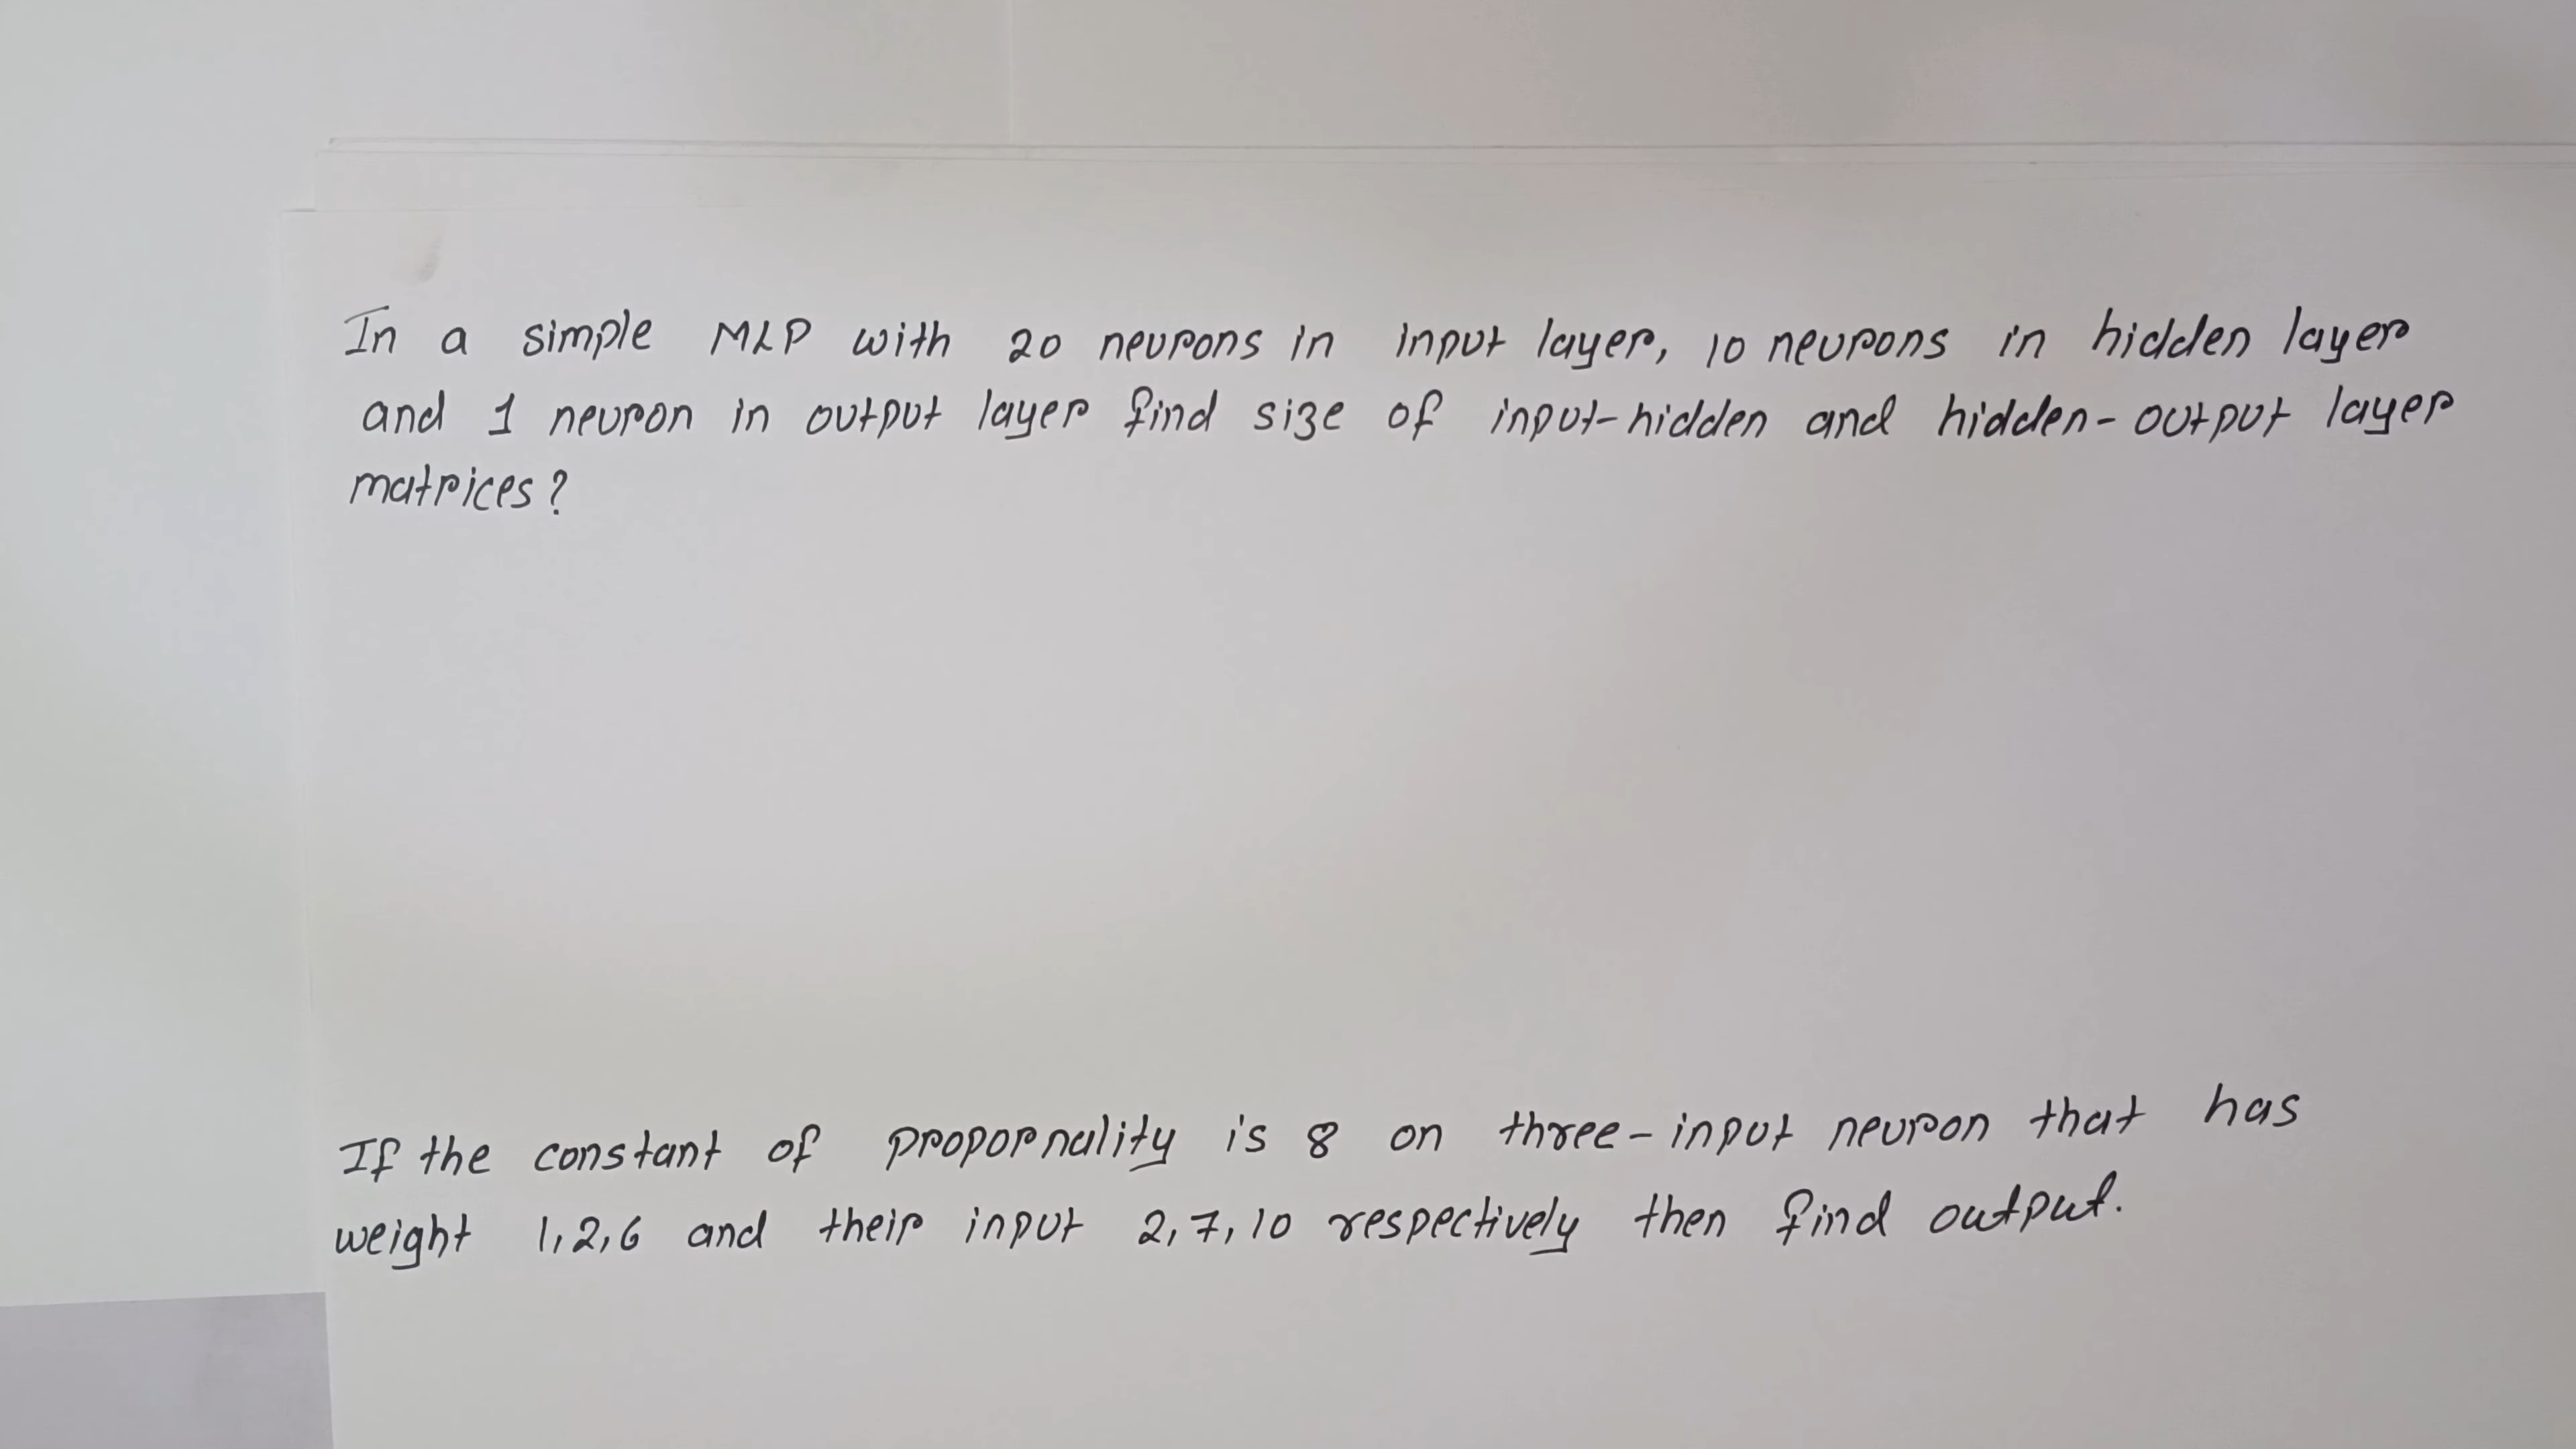 In a simple MLP with 20 neurons in input layer, 10 neurons in hidden layer
and 1 neuron in output layer find size of input-hidden and hidden-output layer
matrices?
If the constant of propornality is 8 on three-input neuron that has
weight 1,2,6 and their input 2,7,10 respectively then find output.